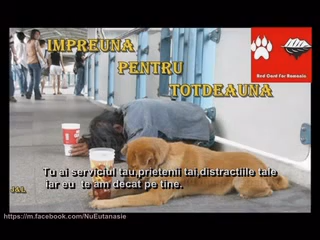 IMPREUNA
PENTRU
TOTDEAUNA
Red Card For Romania.
Tu ai serviciul tau,prietenii tai,distractiile tale
iar eu te am decat pe tine.
J&L
https://m.facebook.com/NuEutanasie